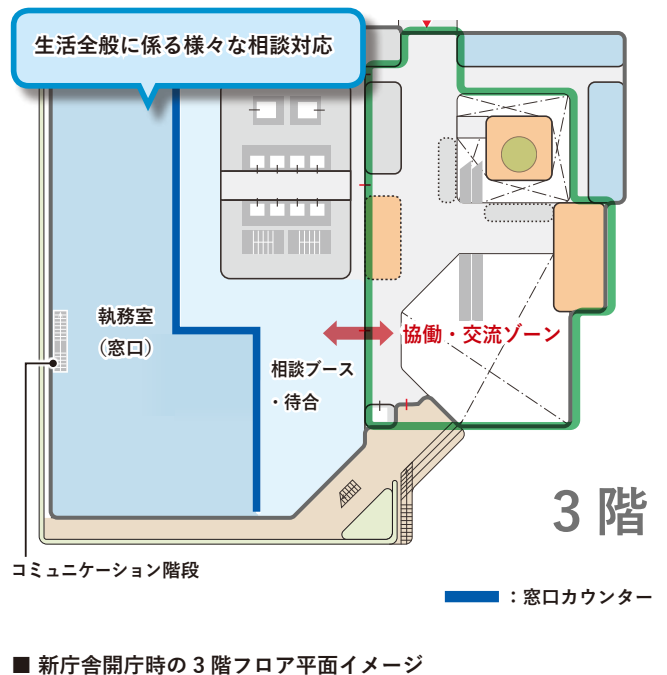 生活全般に係る様々な相談対応
執務室
（窓口）
相談ブース
・待合
協働・交流ゾーン
3階
コミュニケーション階段
：窓口カウンター
■ 新庁舎開庁時の3階フロア平面イメージ